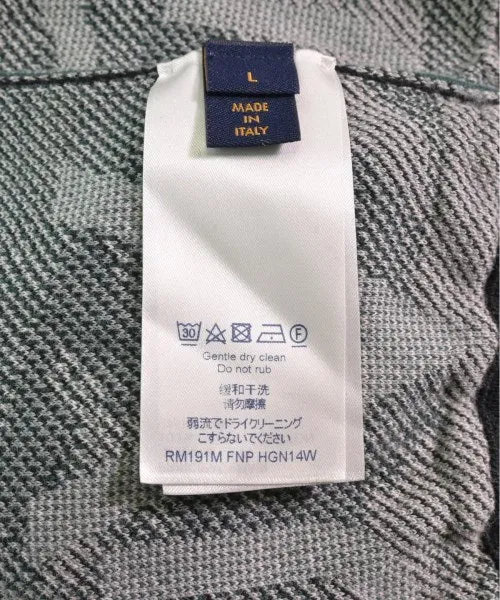 L
MADE
IN
ITALY
30 F
Gentle dry clean
Do not rub
缓和干洗
请勿摩擦
弱流でドライクリーニング
こすらないでください
RM191M FNP HGN14W